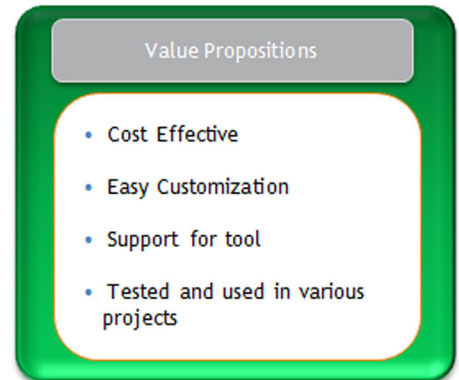 Value Propositions
• Cost Effective
• Easy Customization
• Support for tool
• Tested and used in various
projects